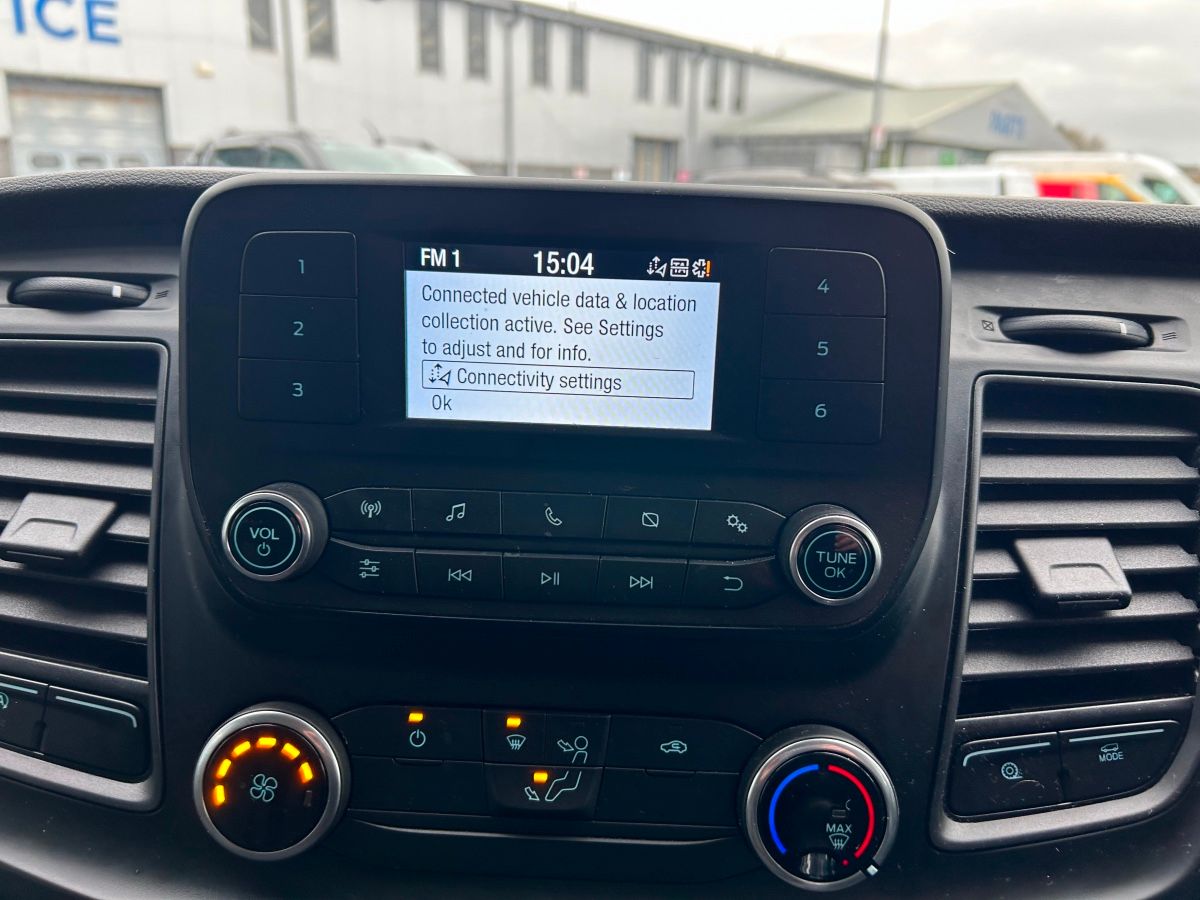 ICE
PARTS
FM 1 15:04
Connected vehicle data & location
collection active. See Settings
to adjust and for info.
Connectivity settings
Ok
1
2
3
4
5
6
VOL
TUNE
OK
MODE
MAX